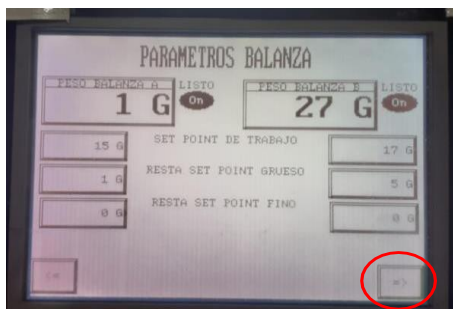 PARAMETROS BALANZA
PESO BALANZA A LISTO PESO BALANZA B LISTO
1 G On 27 G On
15 G SET POINT DE TRABAJO 17 G
1 G RESTA SET POINT GRUESO 5 G
0 G RESTA SET POINT FINO 0 G